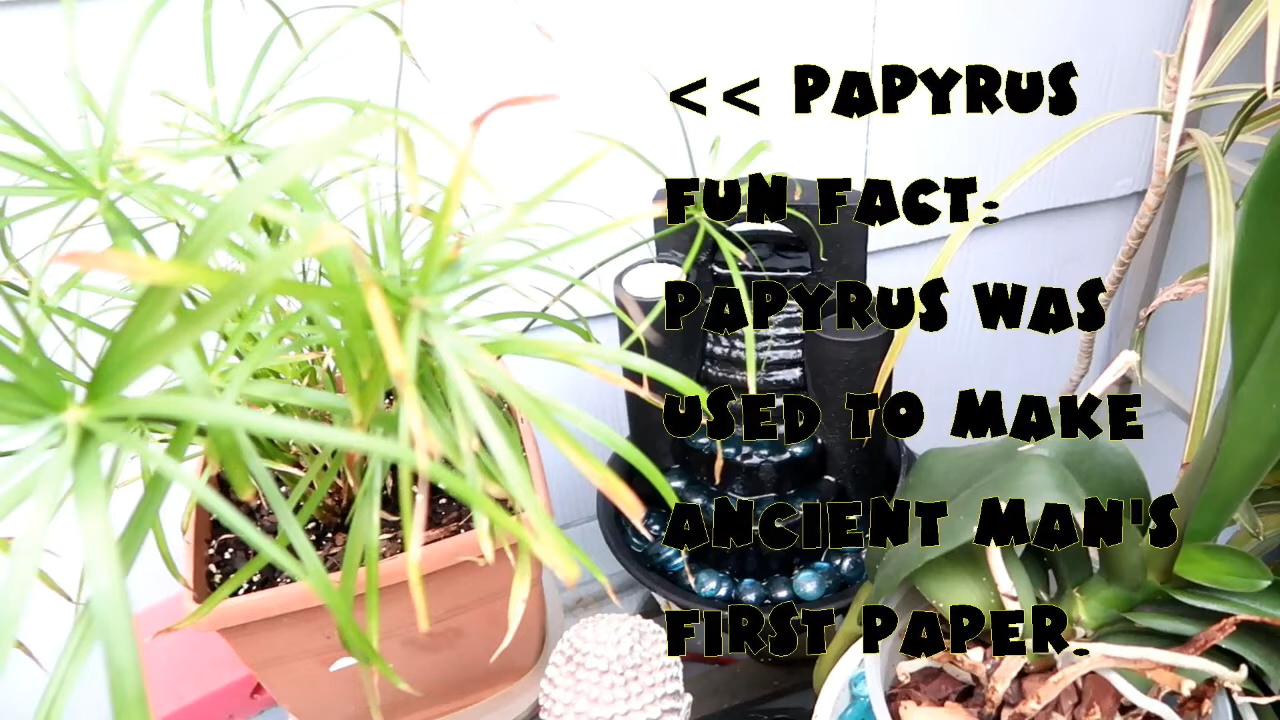 << PAPYRUS
FUN FACT:
PAPYRUS WAS
USED TO MAKE
ANCIENT MAN'S
FIRST PAPER.